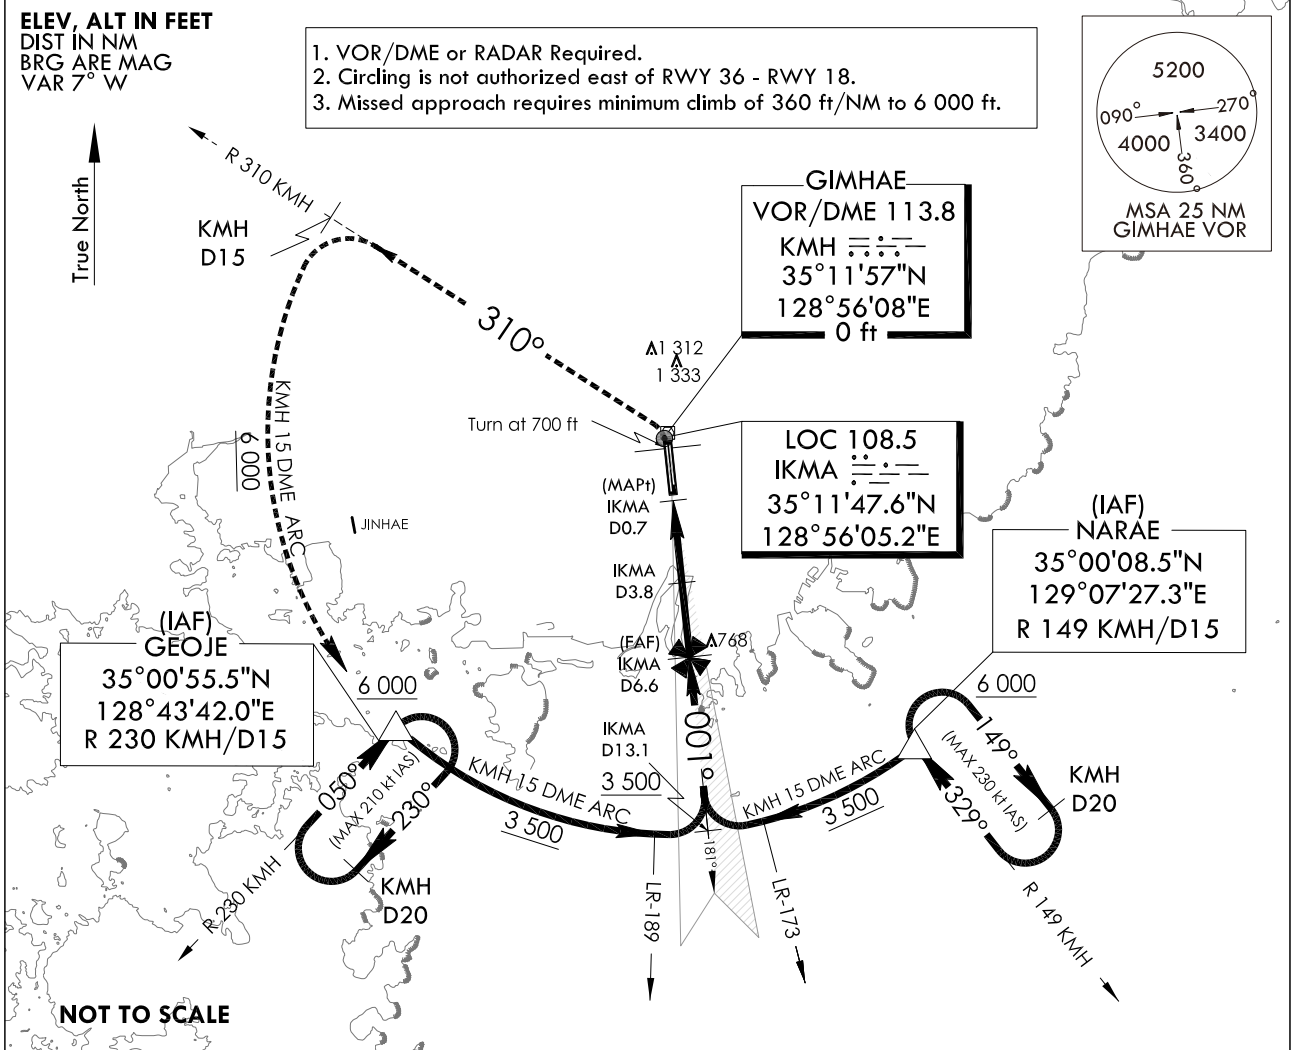 ELEV, ALT IN FEET
DIST IN NM
BRG ARE MAG
VAR 7° W
1. VOR/DME or RADAR Required.
2. Circling is not authorized east of RWY 36 - RWY 18.
3. Missed approach requires minimum climb of 360 ft/NM to 6 000 ft.
5200
090°
270°
4000
3400
360°
MSA 25 NM
GIMHAE VOR
True North
R 310 KMH
KMH
D15
GIMHAE
VOR/DME 113.8
KMH
35°11'57"N
128°56'08"E
0 ft
310°
1 312
1 333
Turn at 700 ft
LOC 108.5
IKMA
35°11'47.6"N
128°56'05.2"E
KMH 15 DME ARC
6 000
JINHAE
(MAPt)
IKMA
D0.7
IKMA
D3.8
(FAF)
IKMA
D6.6
768
(IAF)
NARAE
35°00'08.5"N
129°07'27.3"E
R 149 KMH/D15
(IAF)
GEOJE
35°00'55.5"N
128°43'42.0"E
R 230 KMH/D15
6 000
6 000
IKMA
D13.1
3 500
001°
050°
(MAX 210 kt IAS)
230°
KMH 15 DME ARC
3 500
KMH 15 DME ARC
3 500
149°
(MAX 230 kt IAS)
329°
KMH
D20
KMH
D20
R 230 KMH
181°
LR-189
LR-173
R 149 KMH
NOT TO SCALE